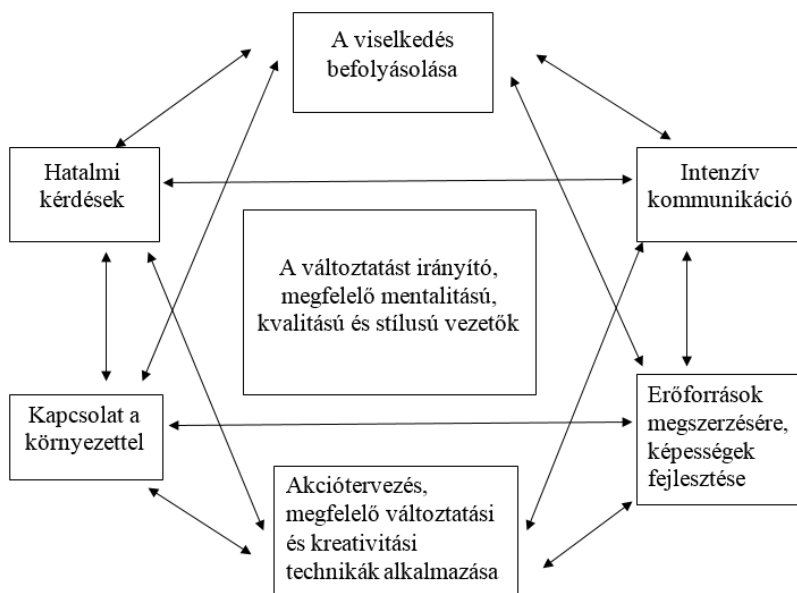 A viselkedés
befolyásolása
Hatalmi
kérdések
Intenzív
kommunikáció
A változtatást irányító,
megfelelő mentalitású,
kvalitású és stílusú vezetők
Kapcsolat a
környezettel
Erőforrások
megszerzésére,
képességek
fejlesztése
Akciótervezés,
megfelelő változtatási
és kreativitási
technikák alkalmazása